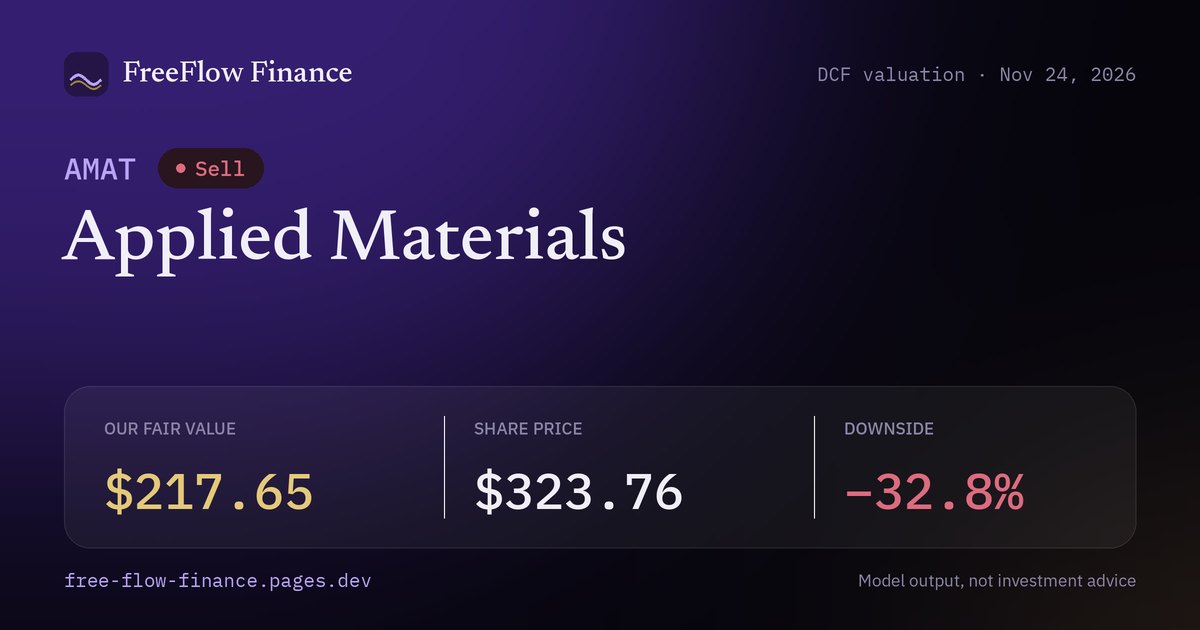 FreeFlow Finance
DCF valuation · Nov 24, 2026
AMAT
Sell
Applied Materials
OUR FAIR VALUE
$217.65
SHARE PRICE
$323.76
DOWNSIDE
−32.8%
free-flow-finance.pages.dev
Model output, not investment advice